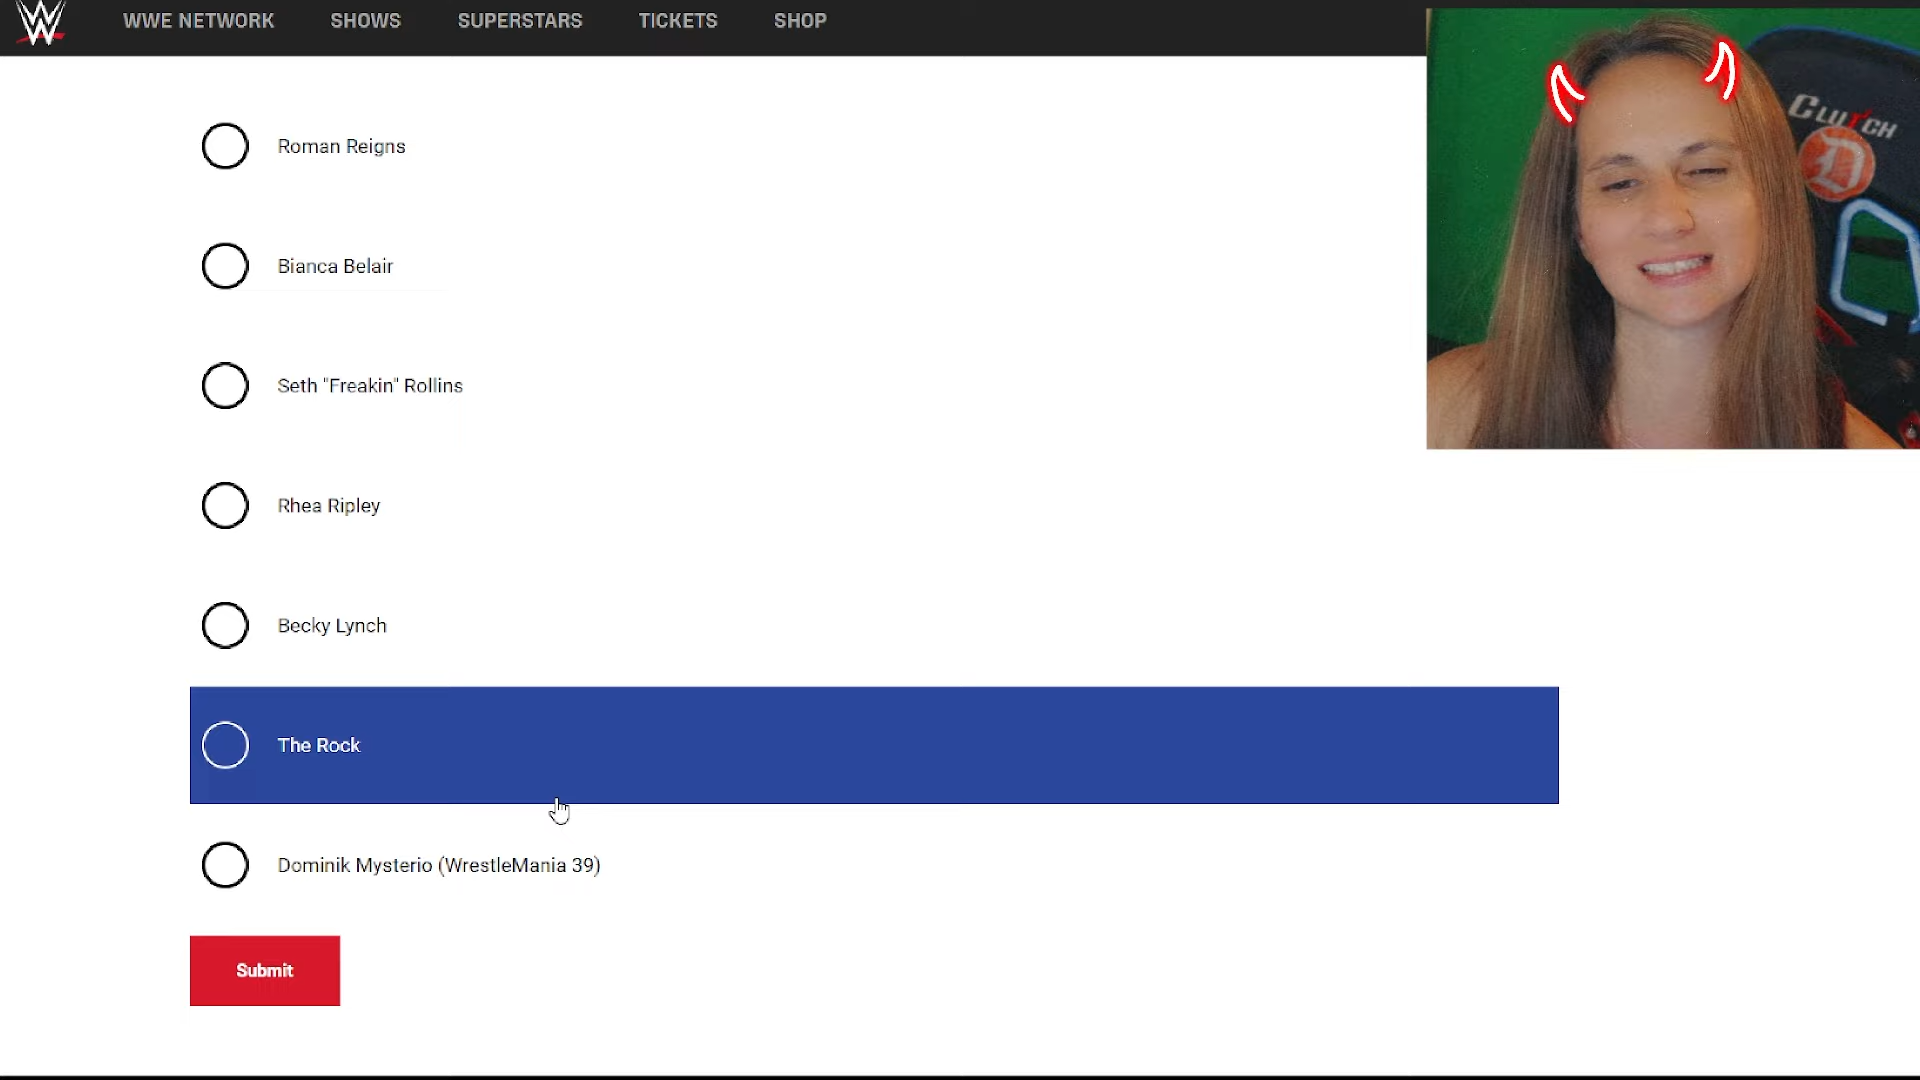 WWE NETWORK SHOWS SUPERSTARS TICKETS SHOP
Roman Reigns
CLUTCH
D
Bianca Belair
Seth "Freakin" Rollins
Rhea Ripley
Becky Lynch
The Rock
Dominik Mysterio (WrestleMania 39)
Submit